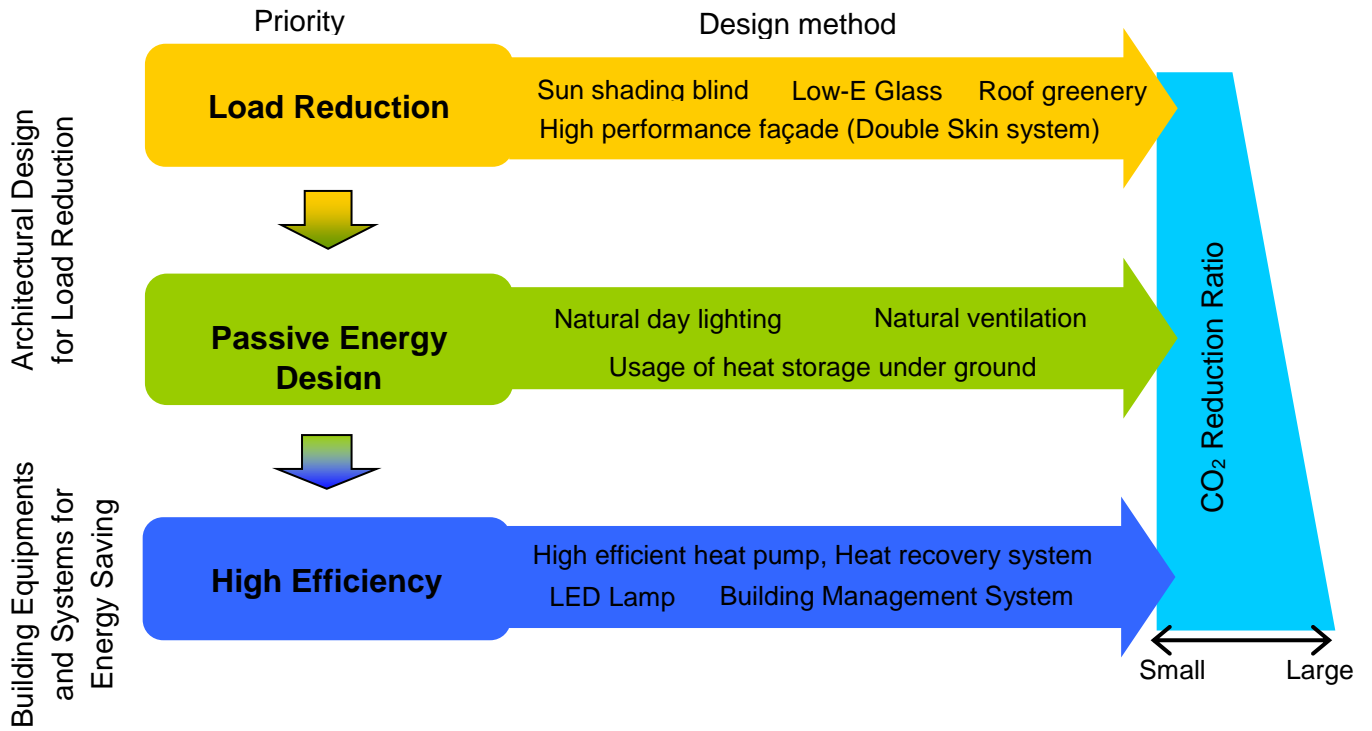 Priority
Design method
Architectural Design
for Load Reduction
Load Reduction
Sun shading blind
Low-E Glass
Roof greenery
High performance façade (Double Skin system)
Passive Energy
Design
Natural day lighting
Natural ventilation
Usage of heat storage under ground
CO₂ Reduction Ratio
Building Equipments
and Systems for
Energy Saving
High Efficiency
High efficient heat pump, Heat recovery system
LED Lamp
Building Management System
Small
Large